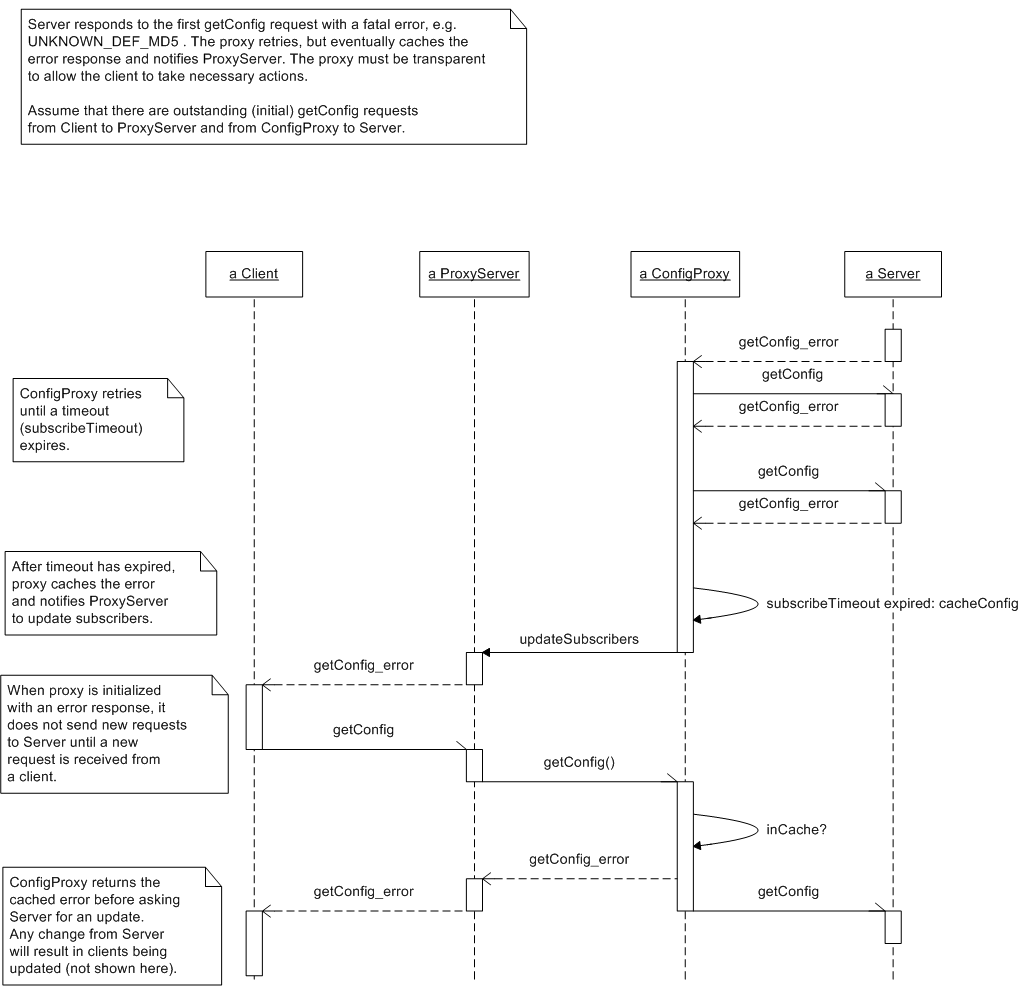 Server responds to the first getConfig request with a fatal error, e.g.
UNKNOWN_DEF_MD5 . The proxy retries, but eventually caches the
error response and notifies ProxyServer. The proxy must be transparent
to allow the client to take necessary actions.
Assume that there are outstanding (initial) getConfig requests
from Client to ProxyServer and from ConfigProxy to Server.
a Client
a ProxyServer
a ConfigProxy
a Server
getConfig_error
getConfig
ConfigProxy retries
until a timeout
(subscribeTimeout)
expires.
getConfig_error
getConfig
getConfig_error
After timeout has expired,
proxy caches the error
and notifies ProxyServer
to update subscribers.
subscribeTimeout expired: cacheConfig
updateSubscribers
getConfig_error
When proxy is initialized
with an error response, it
does not send new requests
to Server until a new
request is received from
a client.
getConfig
getConfig()
inCache?
getConfig_error
ConfigProxy returns the
cached error before asking
Server for an update.
Any change from Server
will result in clients being
updated (not shown here).
getConfig_error
getConfig